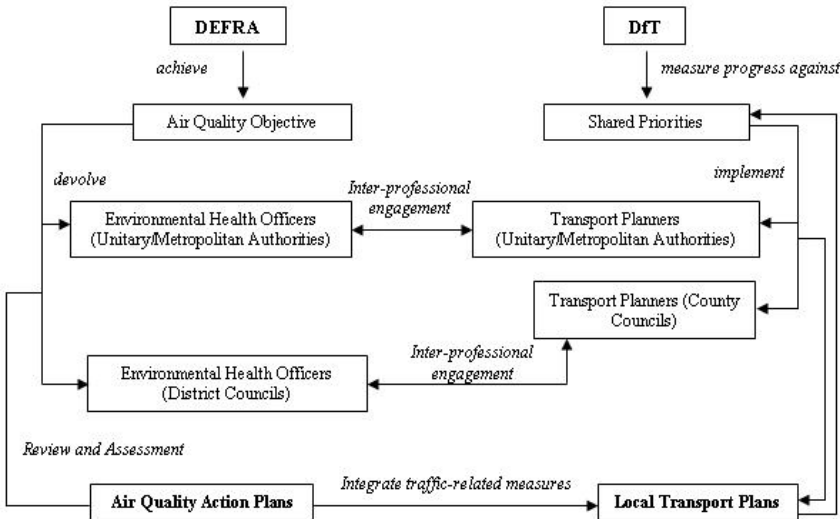 DEFRA
DfT
achieve
measure progress against
Air Quality Objective
Shared Priorities
devolve
implement
Inter-professional
engagement
Environmental Health Officers
(Unitary/Metropolitan Authorities)
Transport Planners
(Unitary/Metropolitan Authorities)
Transport Planners (County
Councils)
Inter-professional
engagement
Environmental Health Officers
(District Councils)
Review and Assessment
Integrate traffic-related measures
Air Quality Action Plans
Local Transport Plans